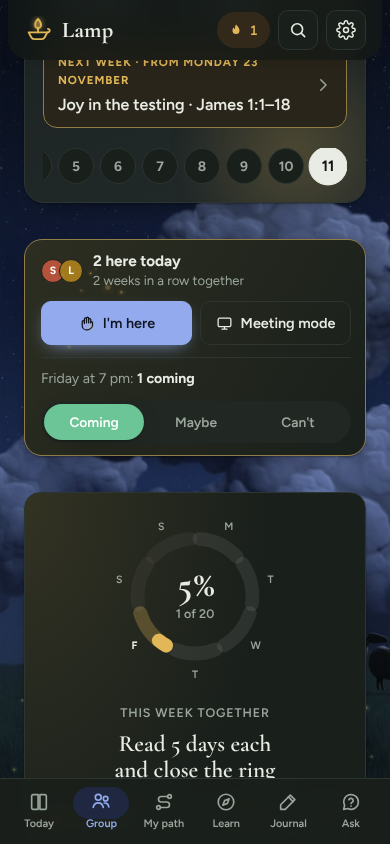 Lamp
1
NEXT WEEK · FROM MONDAY 23
NOVEMBER
Joy in the testing · James 1:1–18
5 6 7 8 9 10 11
2 here today
S L
2 weeks in a row together
I'm here
Meeting mode
Friday at 7 pm: 1 coming
Coming
Maybe
Can't
S M
S T
5%
1 of 20
F W
T
THIS WEEK TOGETHER
Read 5 days each
and close the ring
Today
Group
My path
Learn
Journal
Ask